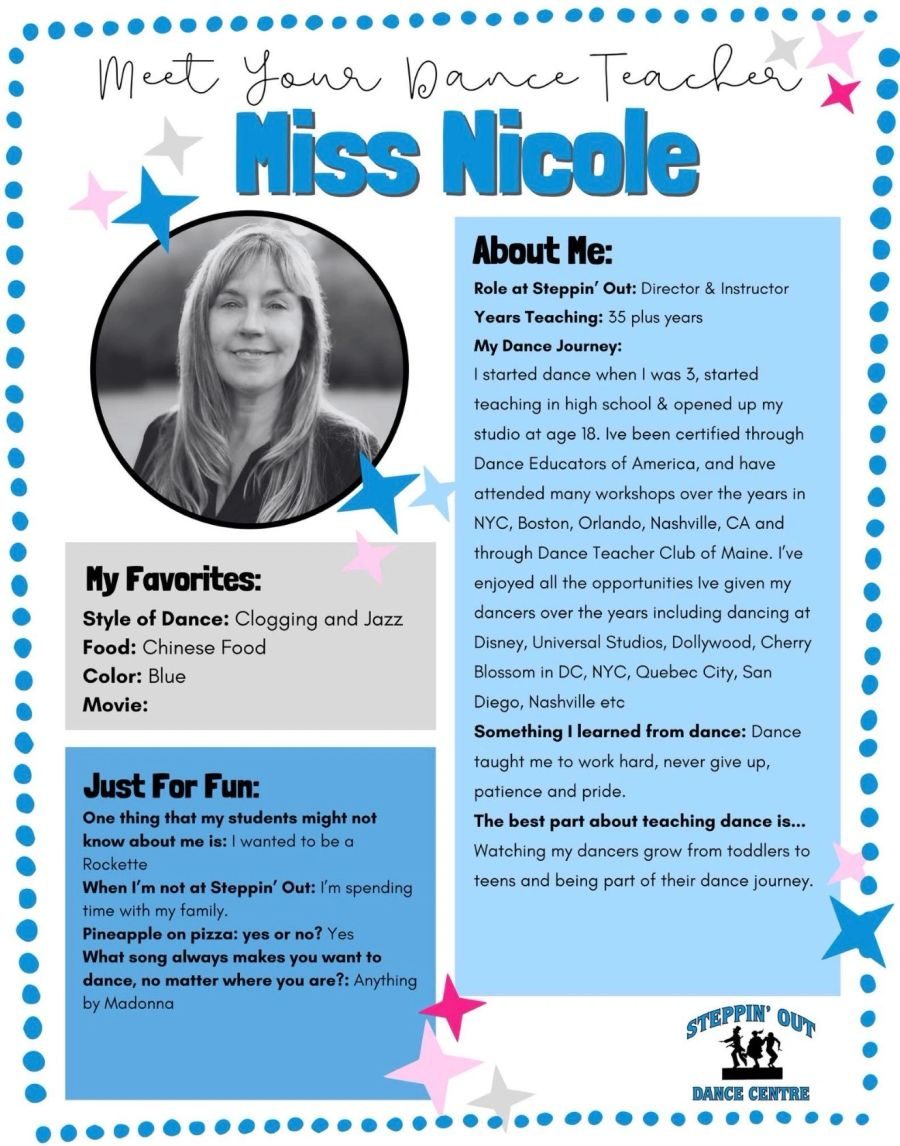 Meet Your Dance Teacher
Miss Nicole
My Favorites:
Style of Dance: Clogging and Jazz
Food: Chinese Food
Color: Blue
Movie:
Just For Fun:
One thing that my students might not
know about me is: I wanted to be a
Rockette
When I'm not at Steppin' Out: I'm spending
time with my family.
Pineapple on pizza: yes or no? Yes
What song always makes you want to
dance, no matter where you are?: Anything
by Madonna
About Me:
Role at Steppin' Out: Director & Instructor
Years Teaching: 35 plus years
My Dance Journey:
I started dance when I was 3, started
teaching in high school & opened up my
studio at age 18. Ive been certified through
Dance Educators of America, and have
attended many workshops over the years in
NYC, Boston, Orlando, Nashville, CA and
through Dance Teacher Club of Maine. I've
enjoyed all the opportunities Ive given my
dancers over the years including dancing at
Disney, Universal Studios, Dollywood, Cherry
Blossom in DC, NYC, Quebec City, San
Diego, Nashville etc
Something I learned from dance: Dance
taught me to work hard, never give up,
patience and pride.
The best part about teaching dance is...
Watching my dancers grow from toddlers to
teens and being part of their dance journey.
STEPPIN' OUT
DANCE CENTRE